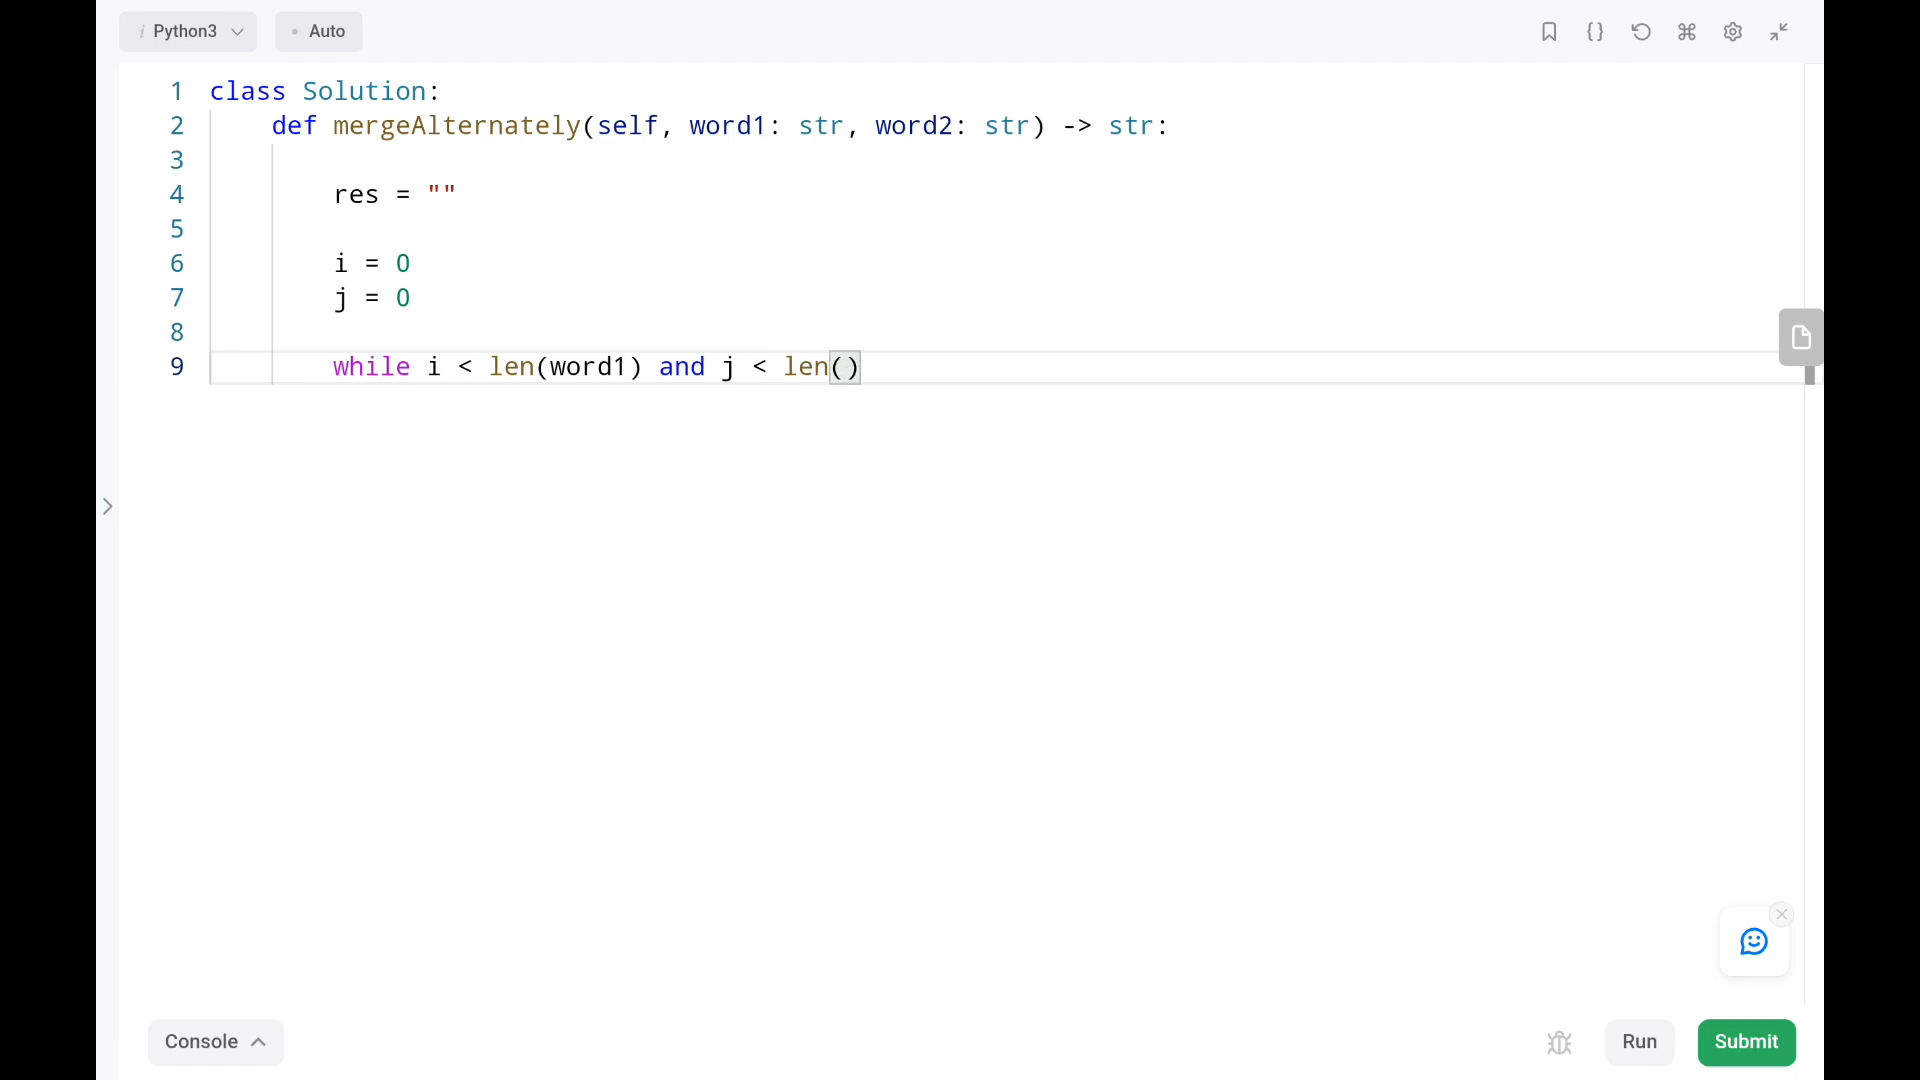 i Python3
Auto
1 class Solution:
2     def mergeAlternately(self, word1: str, word2: str) -> str:
3
4         res = ""
5
6         i = 0
7         j = 0
8
9         while i < len(word1) and j < len()
Console
Run
Submit